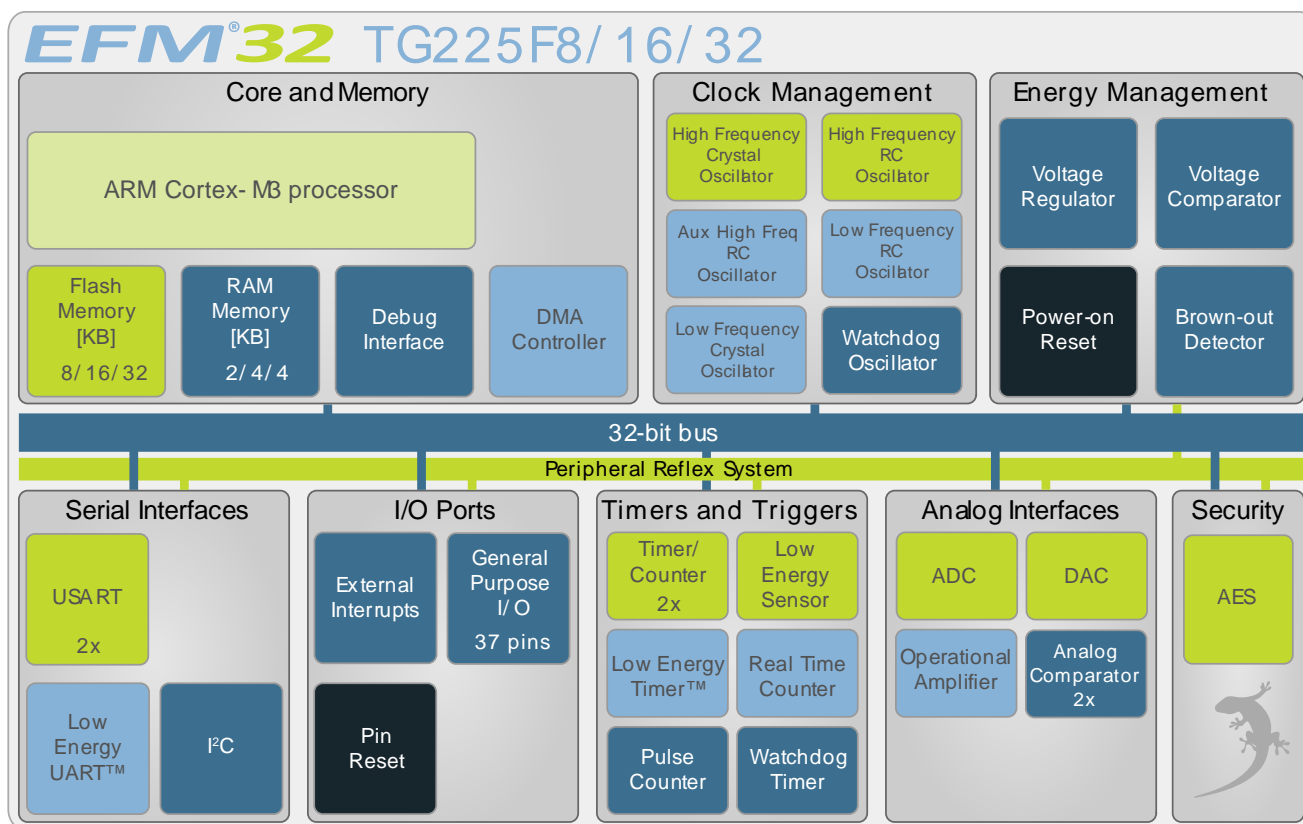 EFM®32 TG225F8/16/32
Core and Memory
ARM Cortex-M3 processor
Flash
Memory
[KB]
8/16/32
RAM
Memory
[KB]
2/4/4
Debug
Interface
DMA
Controller
Clock Management
High Frequency
Crystal
Oscillator
High Frequency
RC
Oscillator
Aux High Freq
RC
Oscillator
Low Frequency
RC
Oscillator
Low Frequency
Crystal
Oscillator
Watchdog
Oscillator
Energy Management
Voltage
Regulator
Voltage
Comparator
Power-on
Reset
Brown-out
Detector
32-bit bus
Peripheral Reflex System
Serial Interfaces
USART
2x
Low
Energy
UART™
I²C
I/O Ports
External
Interrupts
General
Purpose
I/O
37 pins
Pin
Reset
Timers and Triggers
Timer/
Counter
2x
Low
Energy
Sensor
Low Energy
Timer™
Real Time
Counter
Pulse
Counter
Watchdog
Timer
Analog Interfaces
ADC
DAC
Operational
Amplifier
Analog
Comparator
2x
Security
AES